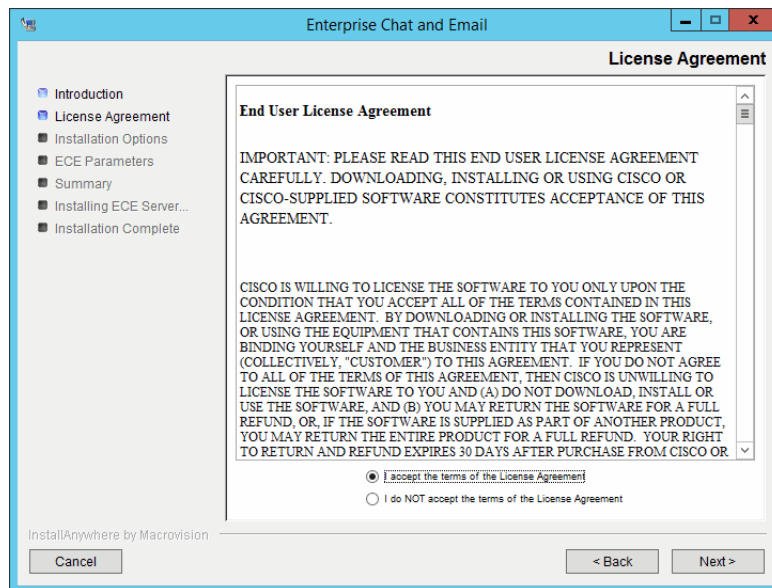 Enterprise Chat and Email
License Agreement
Introduction
License Agreement
Installation Options
ECE Parameters
Summary
Installing ECE Server...
Installation Complete
End User License Agreement
IMPORTANT: PLEASE READ THIS END USER LICENSE AGREEMENT
CAREFULLY. DOWNLOADING, INSTALLING OR USING CISCO OR
CISCO-SUPPLIED SOFTWARE CONSTITUTES ACCEPTANCE OF THIS
AGREEMENT.
CISCO IS WILLING TO LICENSE THE SOFTWARE TO YOU ONLY UPON THE
CONDITION THAT YOU ACCEPT ALL OF THE TERMS CONTAINED IN THIS
LICENSE AGREEMENT. BY DOWNLOADING OR INSTALLING THE SOFTWARE,
OR USING THE EQUIPMENT THAT CONTAINS THIS SOFTWARE, YOU ARE
BINDING YOURSELF AND THE BUSINESS ENTITY THAT YOU REPRESENT
(COLLECTIVELY, "CUSTOMER") TO THIS AGREEMENT. IF YOU DO NOT AGREE
TO ALL OF THE TERMS OF THIS AGREEMENT, THEN CISCO IS UNWILLING TO
LICENSE THE SOFTWARE TO YOU AND (A) DO NOT DOWNLOAD, INSTALL OR
USE THE SOFTWARE, AND (B) YOU MAY RETURN THE SOFTWARE FOR A FULL
REFUND, OR, IF THE SOFTWARE IS SUPPLIED AS PART OF ANOTHER PRODUCT,
YOU MAY RETURN THE ENTIRE PRODUCT FOR A FULL REFUND. YOUR RIGHT
TO RETURN AND REFUND EXPIRES 30 DAYS AFTER PURCHASE FROM CISCO OR
I accept the terms of the License Agreement
I do NOT accept the terms of the License Agreement
InstallAnywhere by Macrovision
Cancel
< Back
Next >